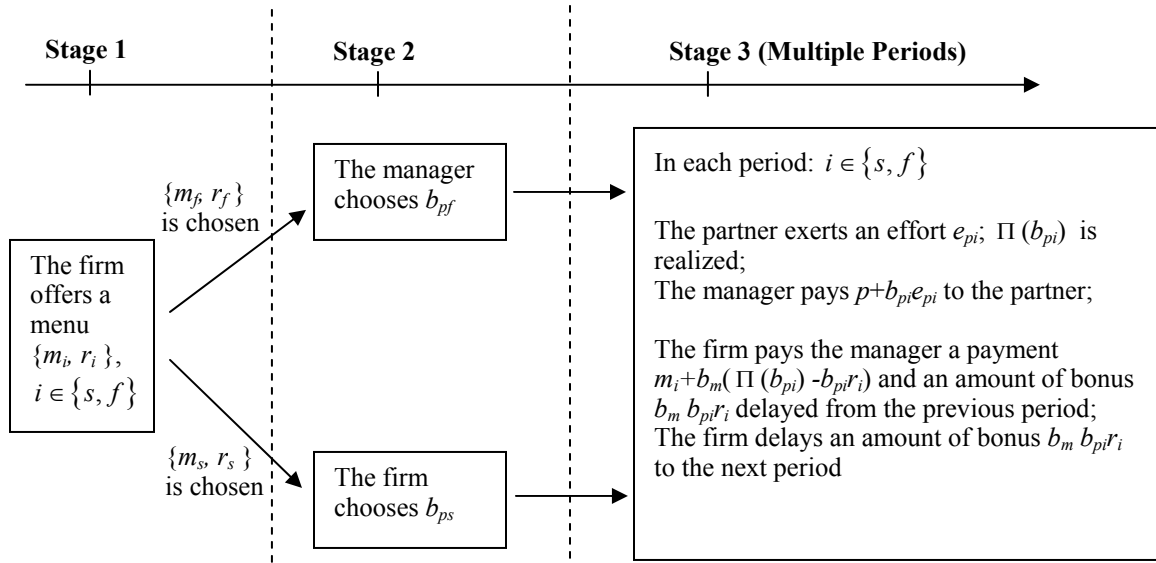 Stage 1
Stage 2
Stage 3 (Multiple Periods)
The firm
offers a
menu
{m_i, r_i},
i ∈ {s, f}
{m_f, r_f}
is chosen
{m_s, r_s}
is chosen
The manager
chooses b_pf
The firm
chooses b_ps
In each period: i ∈ {s, f}
The partner exerts an effort e_pi; Π(b_pi) is
realized;
The manager pays p+b_pi e_pi to the partner;
The firm pays the manager a payment
m_i+b_m(Π(b_pi) -b_pi r_i) and an amount of bonus
b_m b_pi r_i delayed from the previous period;
The firm delays an amount of bonus b_m b_pi r_i
to the next period